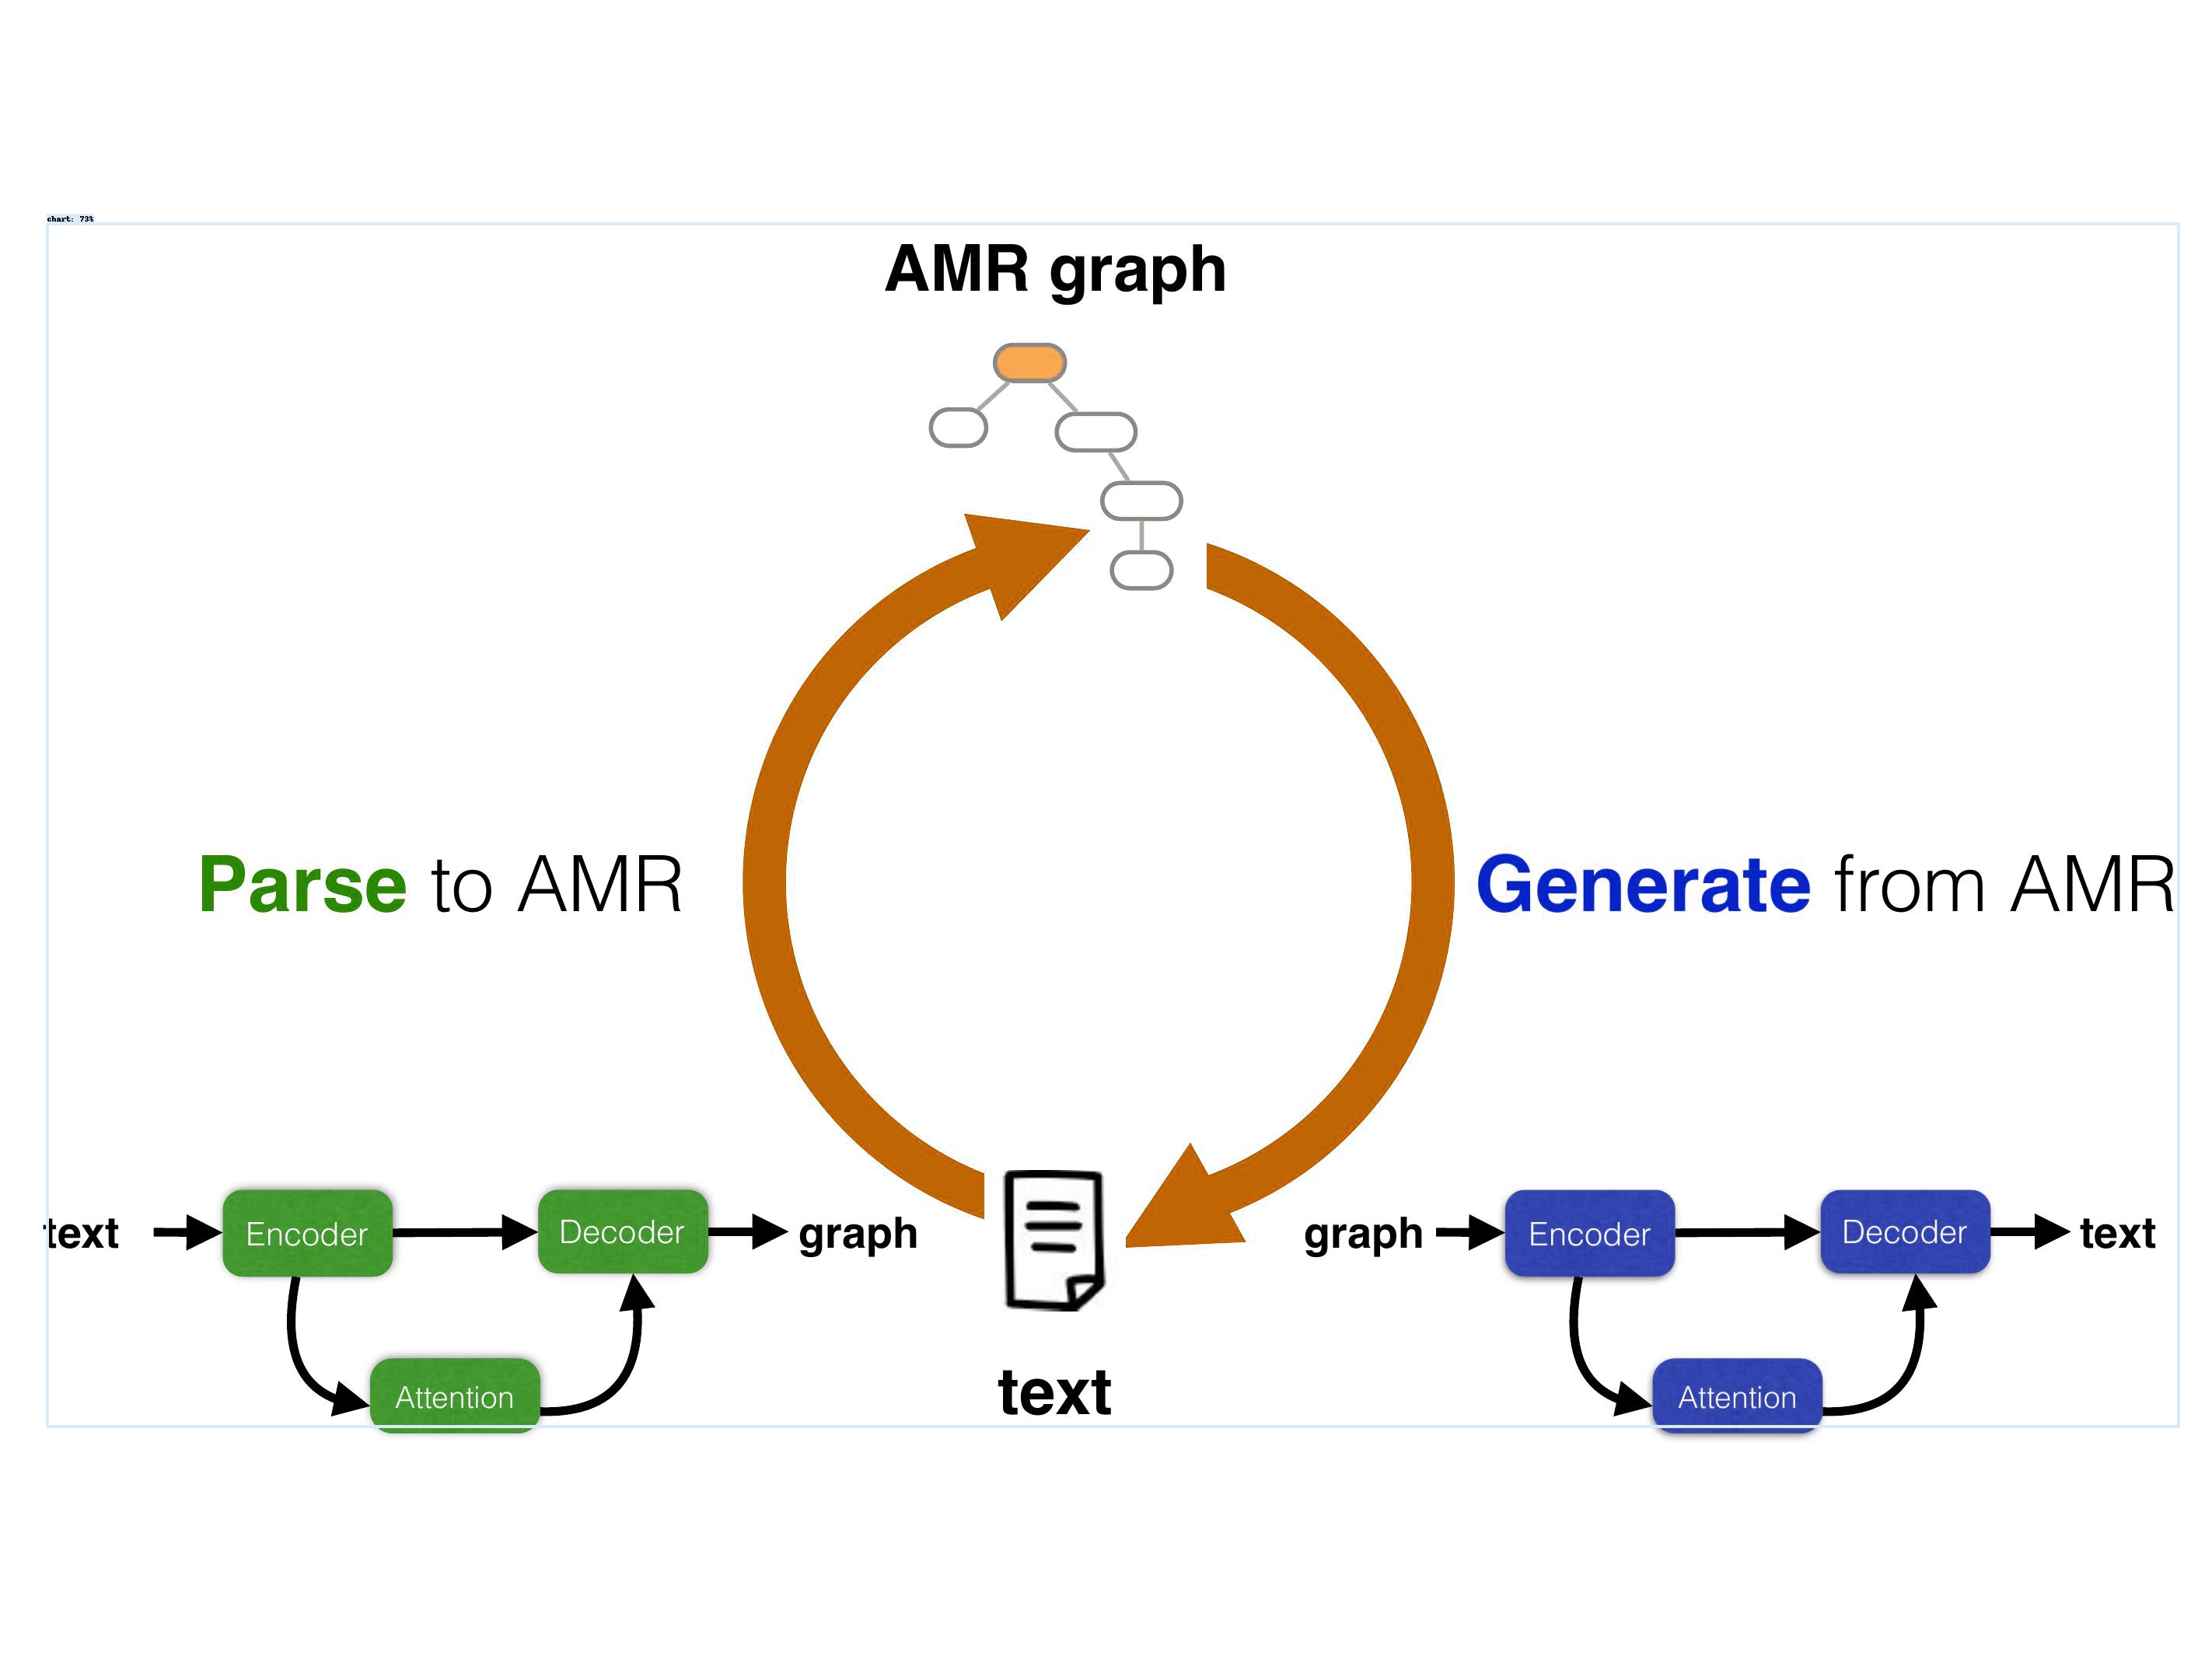 chart: 73%
AMR graph
Parse to AMR
Generate from AMR
text
Encoder
Decoder
graph
Attention
text
graph
Encoder
Decoder
text
Attention